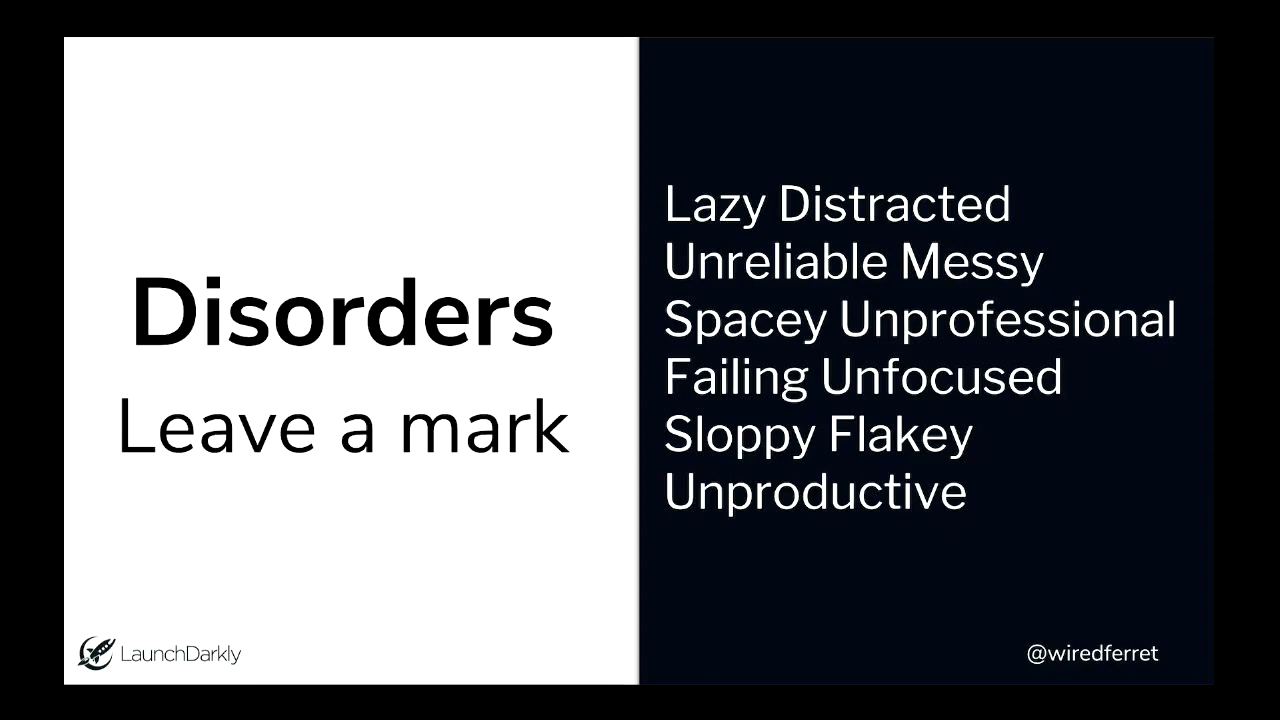 Disorders
Leave a mark
Lazy Distracted
Unreliable Messy
Spacey Unprofessional
Failing Unfocused
Sloppy Flakey
Unproductive
LaunchDarkly
@wiredferret